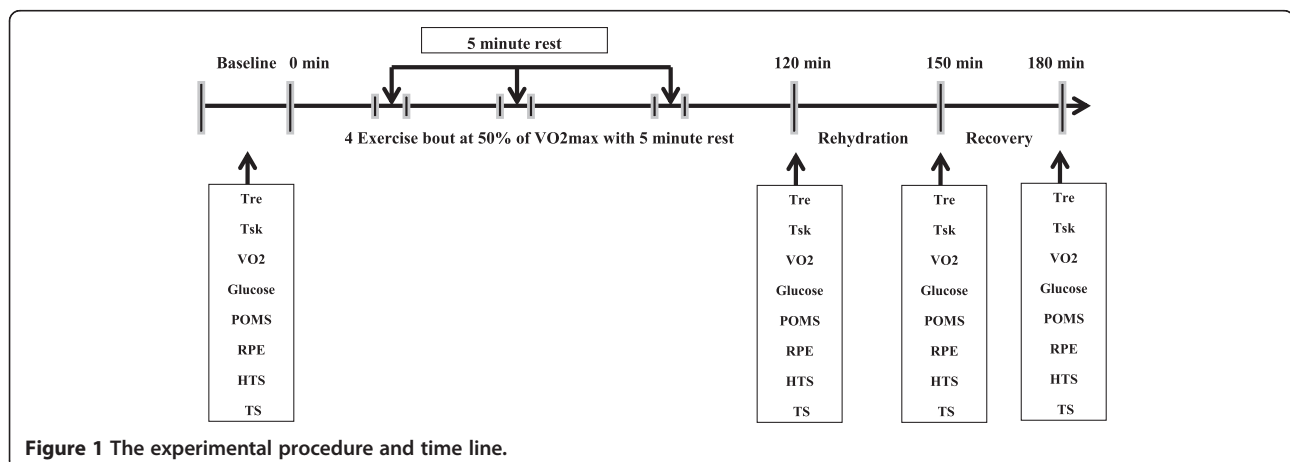 5 minute rest
Baseline 0 min 120 min 150 min 180 min
4 Exercise bout at 50% of VO2max with 5 minute rest Rehydration Recovery
Tre Tre Tre Tre
Tsk Tsk Tsk Tsk
VO2 VO2 VO2 VO2
Glucose Glucose Glucose Glucose
POMS POMS POMS POMS
RPE RPE RPE RPE
HTS HTS HTS HTS
TS TS TS TS
Figure 1 The experimental procedure and time line.